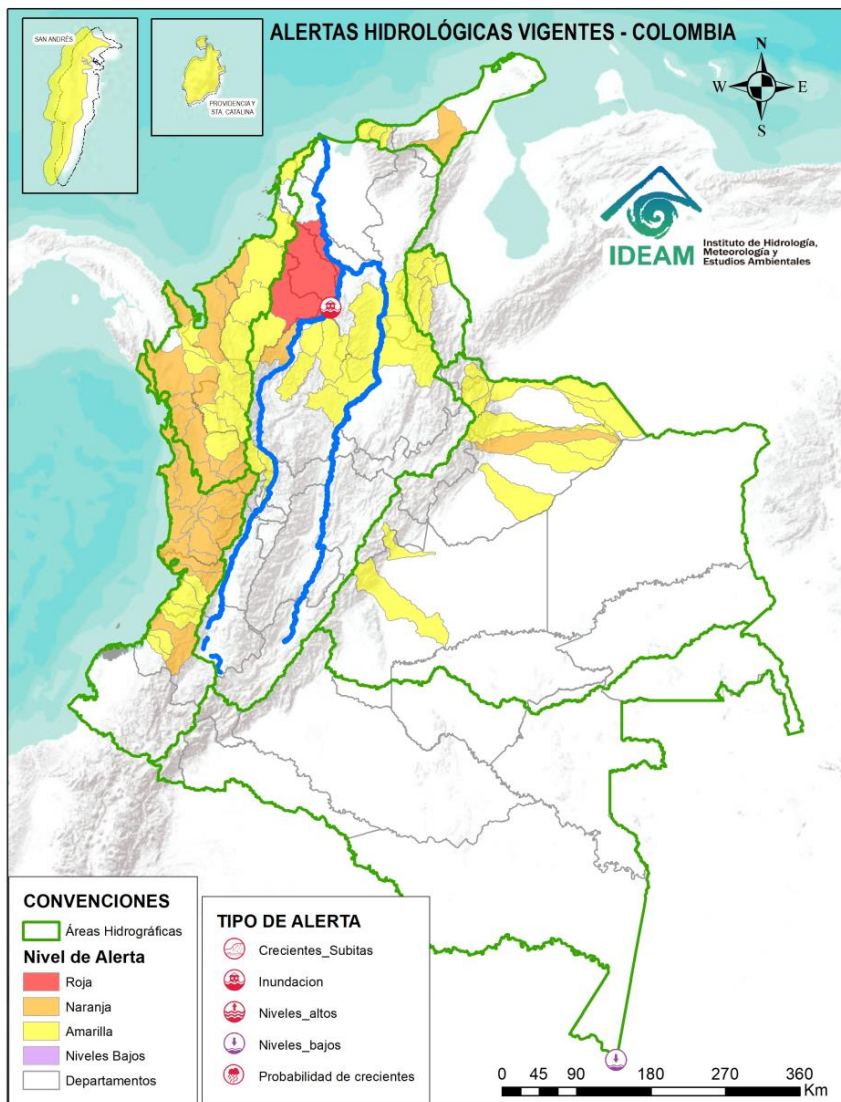 ALERTAS HIDROLÓGICAS VIGENTES - COLOMBIA
SAN ANDRÉS
PROVIDENCIA Y
STA. CATALINA
N
W
E
S
IDEAM
Instituto de Hidrología,
Meteorología y
Estudios Ambientales
CONVENCIONES
Áreas Hidrográficas
Nivel de Alerta
Roja
Naranja
Amarilla
Niveles Bajos
Departamentos
TIPO DE ALERTA
Crecientes_Subitas
Inundacion
Niveles_altos
Niveles_bajos
Probabilidad de crecientes
0 45 90 180 270 360
Km